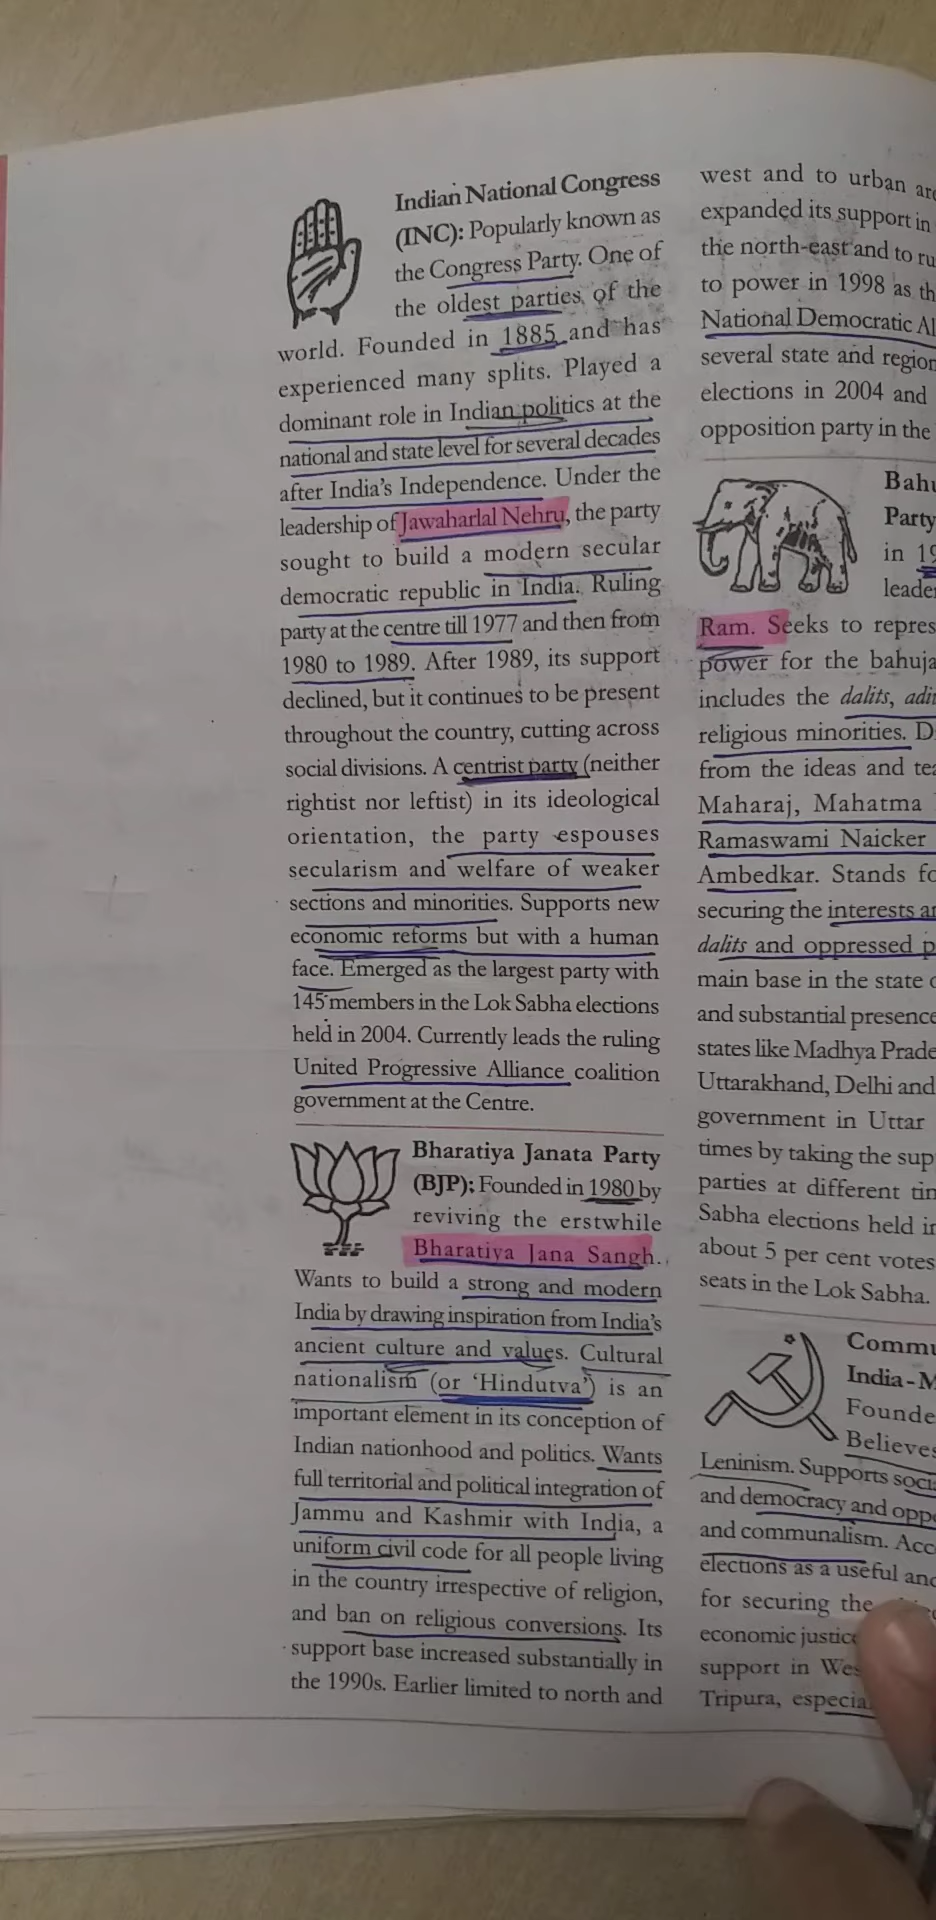 Indian National Congress
(INC): Popularly known as
the Congress Party. One of
the oldest parties of the
world. Founded in 1885 and has
experienced many splits. Played a
dominant role in Indian politics at the
national and state level for several decades
after India's Independence. Under the
leadership of Jawaharlal Nehru, the party
sought to build a modern secular
democratic republic in India. Ruling
party at the centre till 1977 and then from
1980 to 1989. After 1989, its support
declined, but it continues to be present
throughout the country, cutting across
social divisions. A centrist party (neither
rightist nor leftist) in its ideological
orientation, the party espouses
secularism and welfare of weaker
sections and minorities. Supports new
economic reforms but with a human
face. Emerged as the largest party with
145 members in the Lok Sabha elections
held in 2004. Currently leads the ruling
United Progressive Alliance coalition
government at the Centre.
Bharatiya Janata Party
(BJP): Founded in 1980 by
reviving the erstwhile
Bharatiya Jana Sangh.
Wants to build a strong and modern
India by drawing inspiration from India's
ancient culture and values. Cultural
nationalism (or 'Hindutva') is an
important element in its conception of
Indian nationhood and politics. Wants
full territorial and political integration of
Jammu and Kashmir with India, a
uniform civil code for all people living
in the country irrespective of religion,
and ban on religious conversions. Its
support base increased substantially in
the 1990s. Earlier limited to north and
west and to urban
expanded its support in
the north-east and to
to power in 1998 as
National Democratic
several state and
elections in 2004 and
opposition party in the
Party
in
Ram. Seeks to
power for the
includes the dalits,
religious minorities.
from the ideas and
Maharaj, Mahatma
Ramaswami Naicker
Ambedkar. Stands
securing the interests
dalits and oppressed
main base in the state
and substantial presence
states like Madhya
Uttarakhand, Delhi and
government in Uttar
times by taking the
parties at different
Sabha elections held
about 5 per cent votes
seats in the Lok Sabha.
India - M
Believes
Leninism. Supports
and democracy and
and communalism.
elections as a useful
for securing the
economic justice
support in
Tripura,